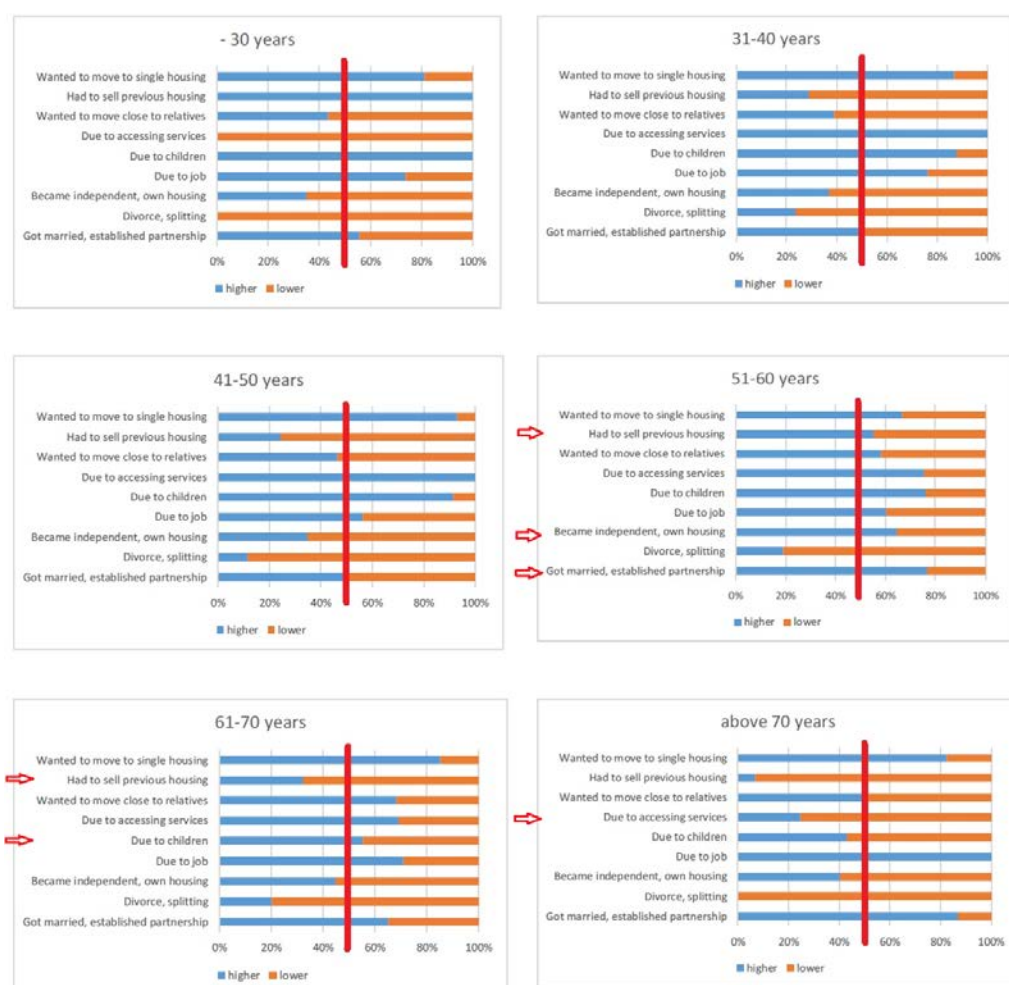 - 30 years
Wanted to move to single housing
Had to sell previous housing
Wanted to move close to relatives
Due to accessing services
Due to children
Due to job
Became independent, own housing
Divorce, splitting
Got married, established partnership
0% 20% 40% 60% 80% 100%
higher lower
31-40 years
Wanted to move to single housing
Had to sell previous housing
Wanted to move close to relatives
Due to accessing services
Due to children
Due to job
Became independent, own housing
Divorce, splitting
Got married, established partnership
0% 20% 40% 60% 80% 100%
higher lower
41-50 years
Wanted to move to single housing
Had to sell previous housing
Wanted to move close to relatives
Due to accessing services
Due to children
Due to job
Became independent, own housing
Divorce, splitting
Got married, established partnership
0% 20% 40% 60% 80% 100%
higher lower
51-60 years
Wanted to move to single housing
Had to sell previous housing
Wanted to move close to relatives
Due to accessing services
Due to children
Due to job
Became independent, own housing
Divorce, splitting
Got married, established partnership
0% 20% 40% 60% 80% 100%
higher lower
61-70 years
Wanted to move to single housing
Had to sell previous housing
Wanted to move close to relatives
Due to accessing services
Due to children
Due to job
Became independent, own housing
Divorce, splitting
Got married, established partnership
0% 20% 40% 60% 80% 100%
higher lower
above 70 years
Wanted to move to single housing
Had to sell previous housing
Wanted to move close to relatives
Due to accessing services
Due to children
Due to job
Became independent, own housing
Divorce, splitting
Got married, established partnership
0% 20% 40% 60% 80% 100%
higher lower